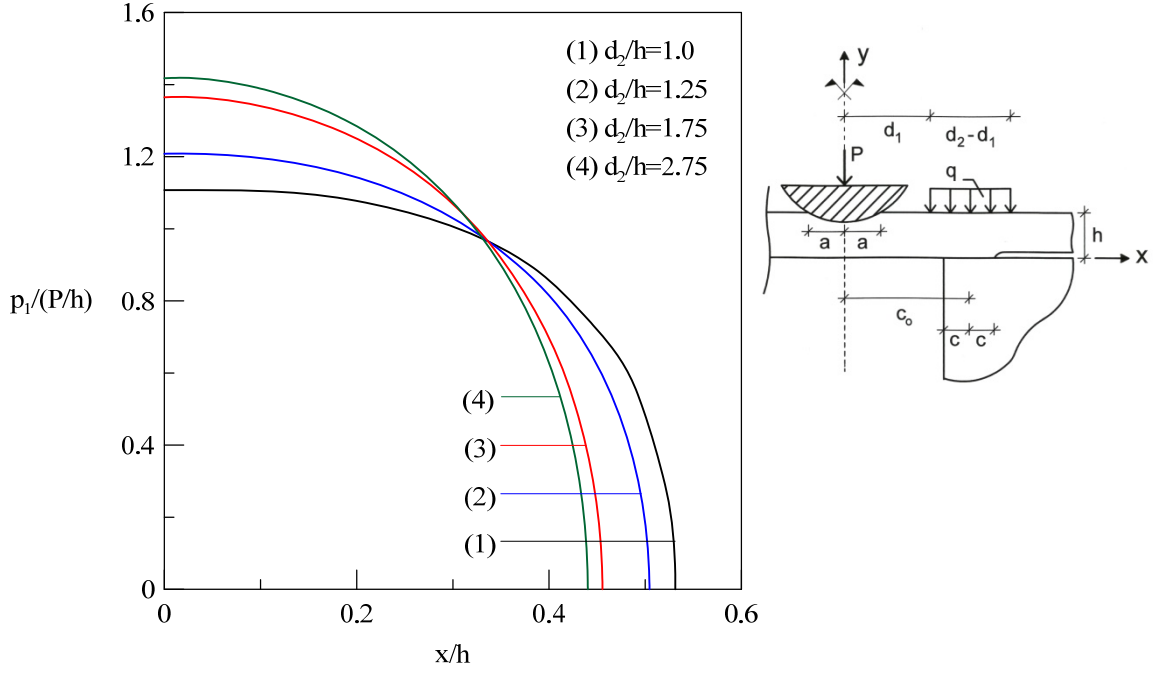 1.6
1.2
0.8
0.4
0
p₁/(P/h)
0
0.2
0.4
0.6
x/h
(1) d₂/h=1.0
(2) d₂/h=1.25
(3) d₂/h=1.75
(4) d₂/h=2.75
(4)
(3)
(2)
(1)
y
d₁
d₂-d₁
P
q
a
a
h
x
c₀
c
c